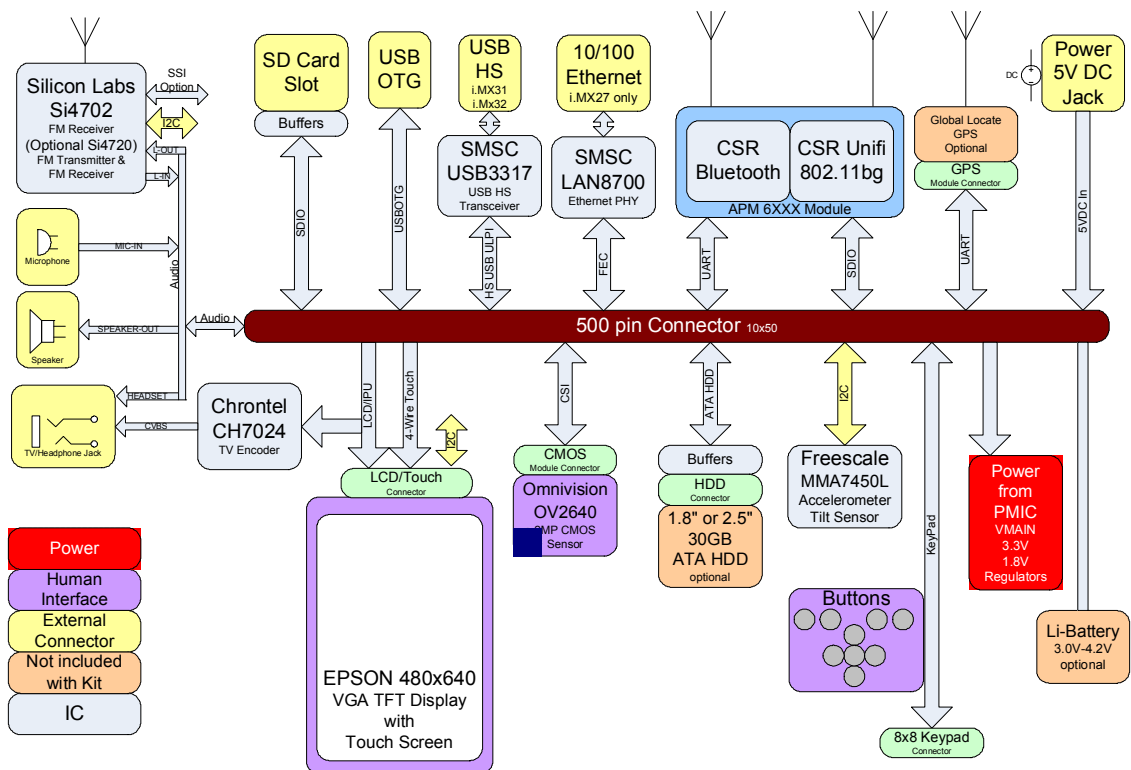 Silicon Labs
Si4702
FM Receiver
(Optional Si4720)
FM Transmitter &
FM Receiver
SSI
Option
I2C
L-OUT
L-IN
SD Card
Slot
Buffers
SDIO
USB
OTG
USBOTG
USB
HS
i.MX31
i.Mx32
SMSC
USB3317
USB HS
Transceiver
HS USB ULPI
10/100
Ethernet
i.MX27 only
SMSC
LAN8700
Ethernet PHY
FEC
CSR
Bluetooth
CSR Unifi
802.11bg
APM 6XXX Module
UART
SDIO
Global Locate
GPS
Optional
GPS
Module Connector
UART
DC
Power
5V DC
Jack
5VDC In
Microphone
MIC-IN
Audio
Speaker
SPEAKER-OUT
Audio
500 pin Connector 10x50
TV/Headphone Jack
HEADSET
CVBS
Chrontel
CH7024
TV Encoder
LCD/IPU
4-Wire Touch
I2C
LCD/Touch
Connector
EPSON 480x640
VGA TFT Display
with
Touch Screen
CSI
CMOS
Module Connector
Omnivision
OV2640
MP CMOS
Sensor
ATA HDD
Buffers
HDD
Connector
1.8" or 2.5"
30GB
ATA HDD
optional
I2C
Freescale
MMA7450L
Accelerometer
Tilt Sensor
Buttons
KeyPad
8x8 Keypad
Connector
Power
from
PMIC
VMAIN
3.3V
1.8V
Regulators
Li-Battery
3.0V-4.2V
optional
Power
Human
Interface
External
Connector
Not included
with Kit
IC